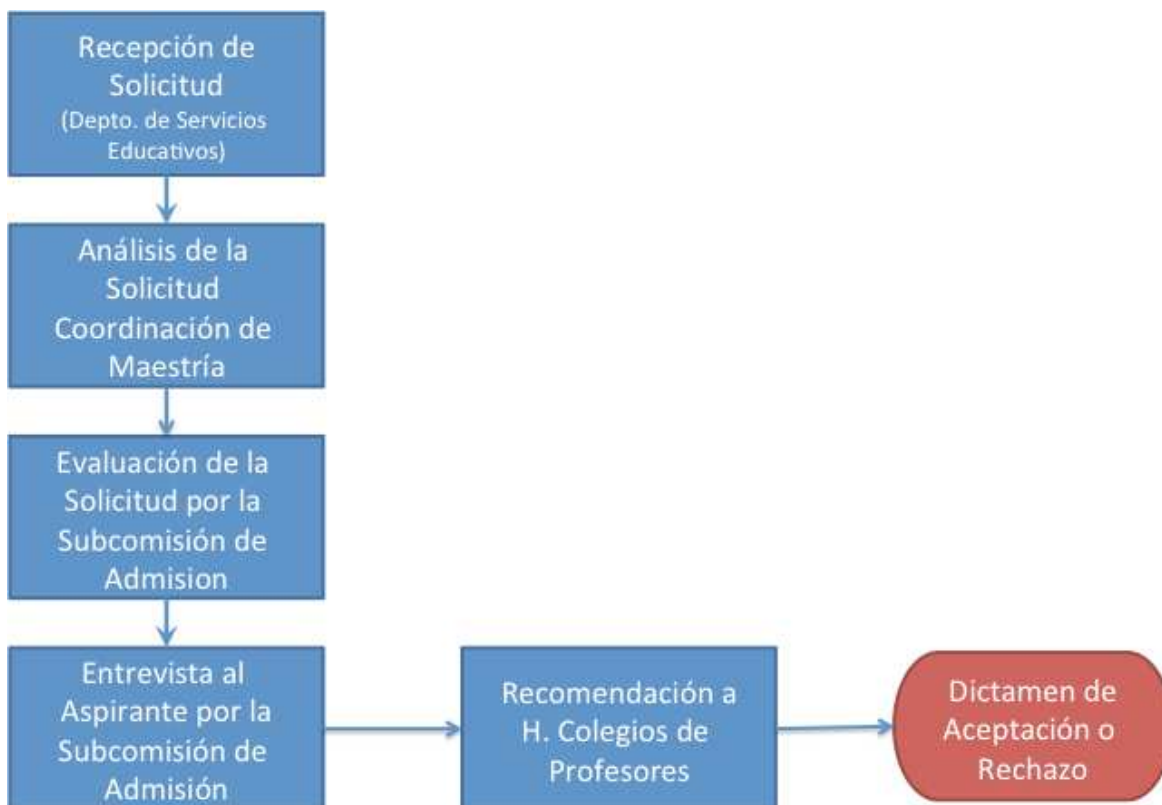 Recepción de
Solicitud
(Depto. de Servicios
Educativos)
Análisis de la
Solicitud
Coordinación de
Maestría
Evaluación de la
Solicitud por la
Subcomisión de
Admision
Entrevista al
Aspirante por la
Subcomisión de
Admisión
Recomendación a
H. Colegios de
Profesores
Dictamen de
Aceptación o
Rechazo